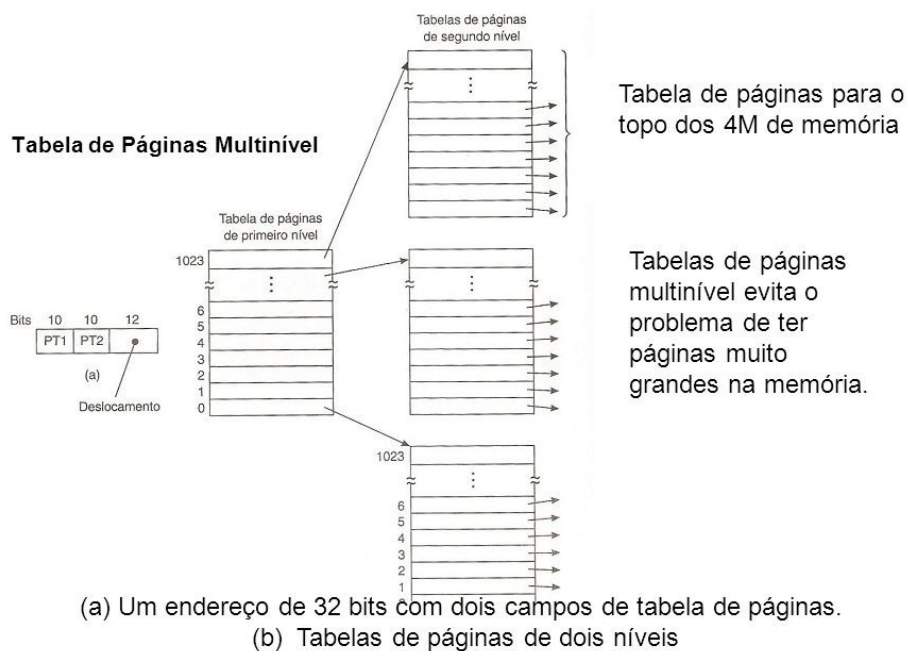 Tabelas de páginas
de segundo nível
Tabela de páginas para o
topo dos 4M de memória
Tabela de Páginas Multinível
Tabela de páginas
de primeiro nível
1023
6
5
4
3
2
1
0
Bits 10 10 12
PT1 PT2
(a)
Deslocamento
Tabelas de páginas
multinível evita o
problema de ter
páginas muito
grandes na memória.
1023
6
5
4
3
2
1
(a) Um endereço de 32 bits com dois campos de tabela de páginas.
(b) Tabelas de páginas de dois níveis